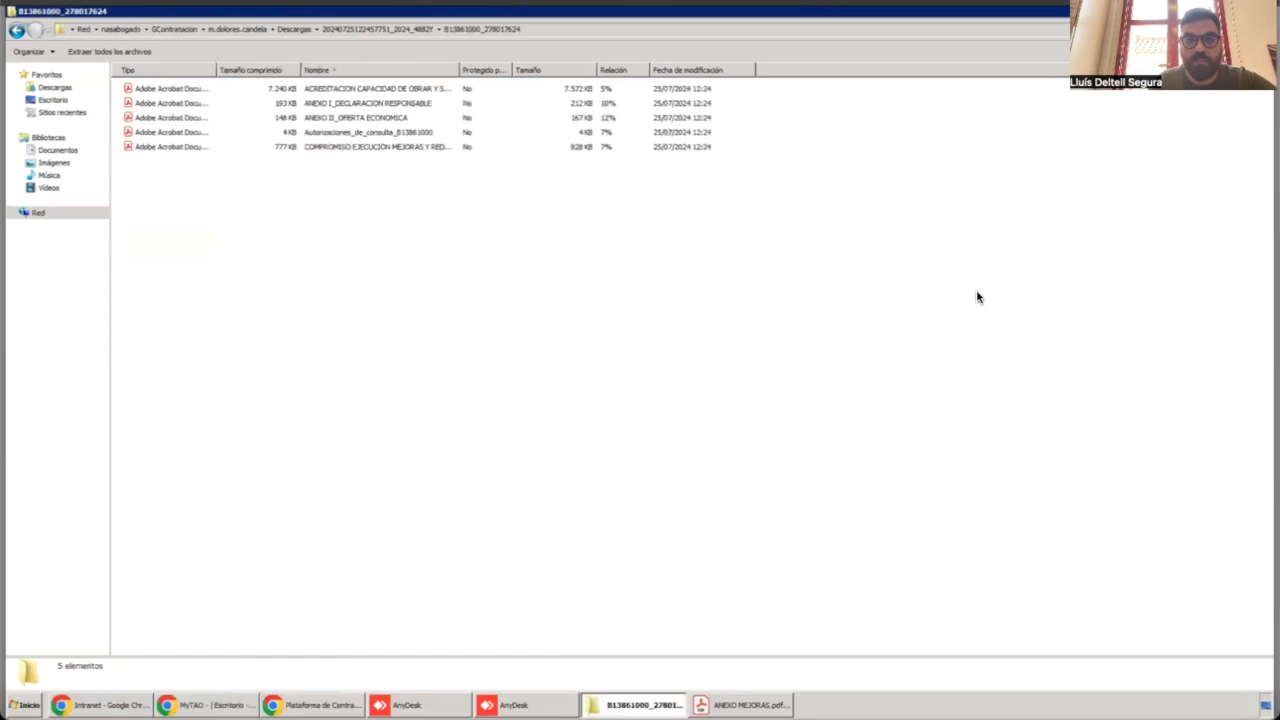 B13861000_278017624
Red nasabogado GContratacion m.dolores.candela Descargas 20240725122457751_2024_4882Y B13861000_278017624
Organizar Extraer todos los archivos
Favoritos
Descargas
Escritorio
Sitios recientes
Bibliotecas
Documentos
Imágenes
Música
Vídeos
Red
Tipo Tamaño comprimido Nombre Protegido p... Tamaño Relación Fecha de modificación
Adobe Acrobat Docu... 7.240 KB ACREDITACION CAPACIDAD DE OBRAR Y S... No 7.572 KB 5% 25/07/2024 12:24
Adobe Acrobat Docu... 193 KB ANEXO I_DECLARACION RESPONSABLE No 212 KB 10% 25/07/2024 12:24
Adobe Acrobat Docu... 148 KB ANEXO II_OFERTA ECONOMICA No 167 KB 12% 25/07/2024 12:24
Adobe Acrobat Docu... 4 KB Autorizaciones_de_consulta_B13861000 No 4 KB 7% 25/07/2024 12:24
Adobe Acrobat Docu... 777 KB COMPROMISO EJECUCION MEJORAS Y RED... No 828 KB 7% 25/07/2024 12:24
Lluís Deltell Segura
5 elementos
Inicio Intranet - Google Chr... MyTAO - | Escritorio -... Plataforma de Contra... AnyDesk AnyDesk B13861000_27801... ANEXO MEJORAS.pdf...